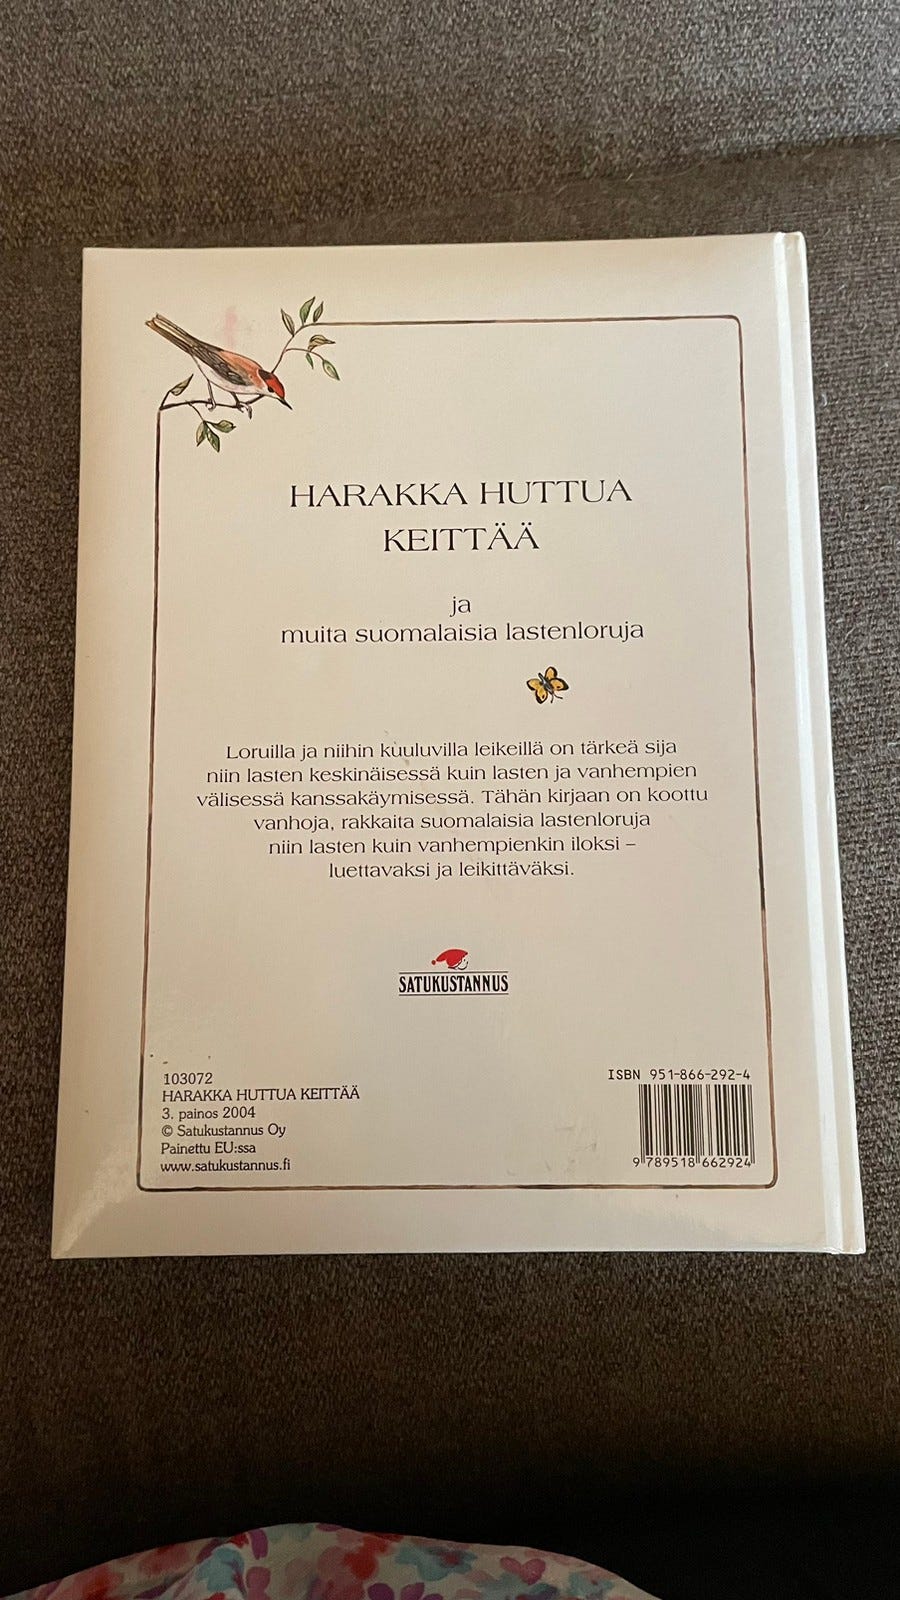 HARAKKA HUTTUA
KEITTÄÄ
ja
muita suomalaisia lastenloruja
Loruilla ja niihin kuuluvilla leikeillä on tärkeä sija
niin lasten keskinäisessä kuin lasten ja vanhempien
välisessä kanssakäymisessä. Tähän kirjaan on koottu
vanhoja, rakkaita suomalaisia lastenloruja
niin lasten kuin vanhempienkin iloksi –
luettavaksi ja leikittäväksi.
SATUKUSTANNUS
103072
HARAKKA HUTTUA KEITTÄÄ
3. painos 2004
© Satukustannus Oy
Painettu EU:ssa
www.satukustannus.fi
ISBN 951-866-292-4
9 789518 662924